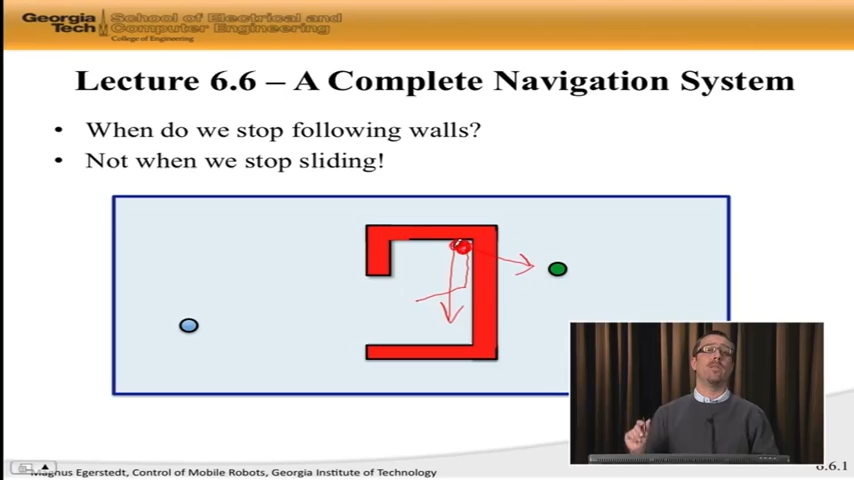 Georgia Tech
School of Electrical and Computer Engineering
College of Engineering
Lecture 6.6 – A Complete Navigation System
• When do we stop following walls?
• Not when we stop sliding!
Magnus Egerstedt, Control of Mobile Robots, Georgia Institute of Technology
6.6.1